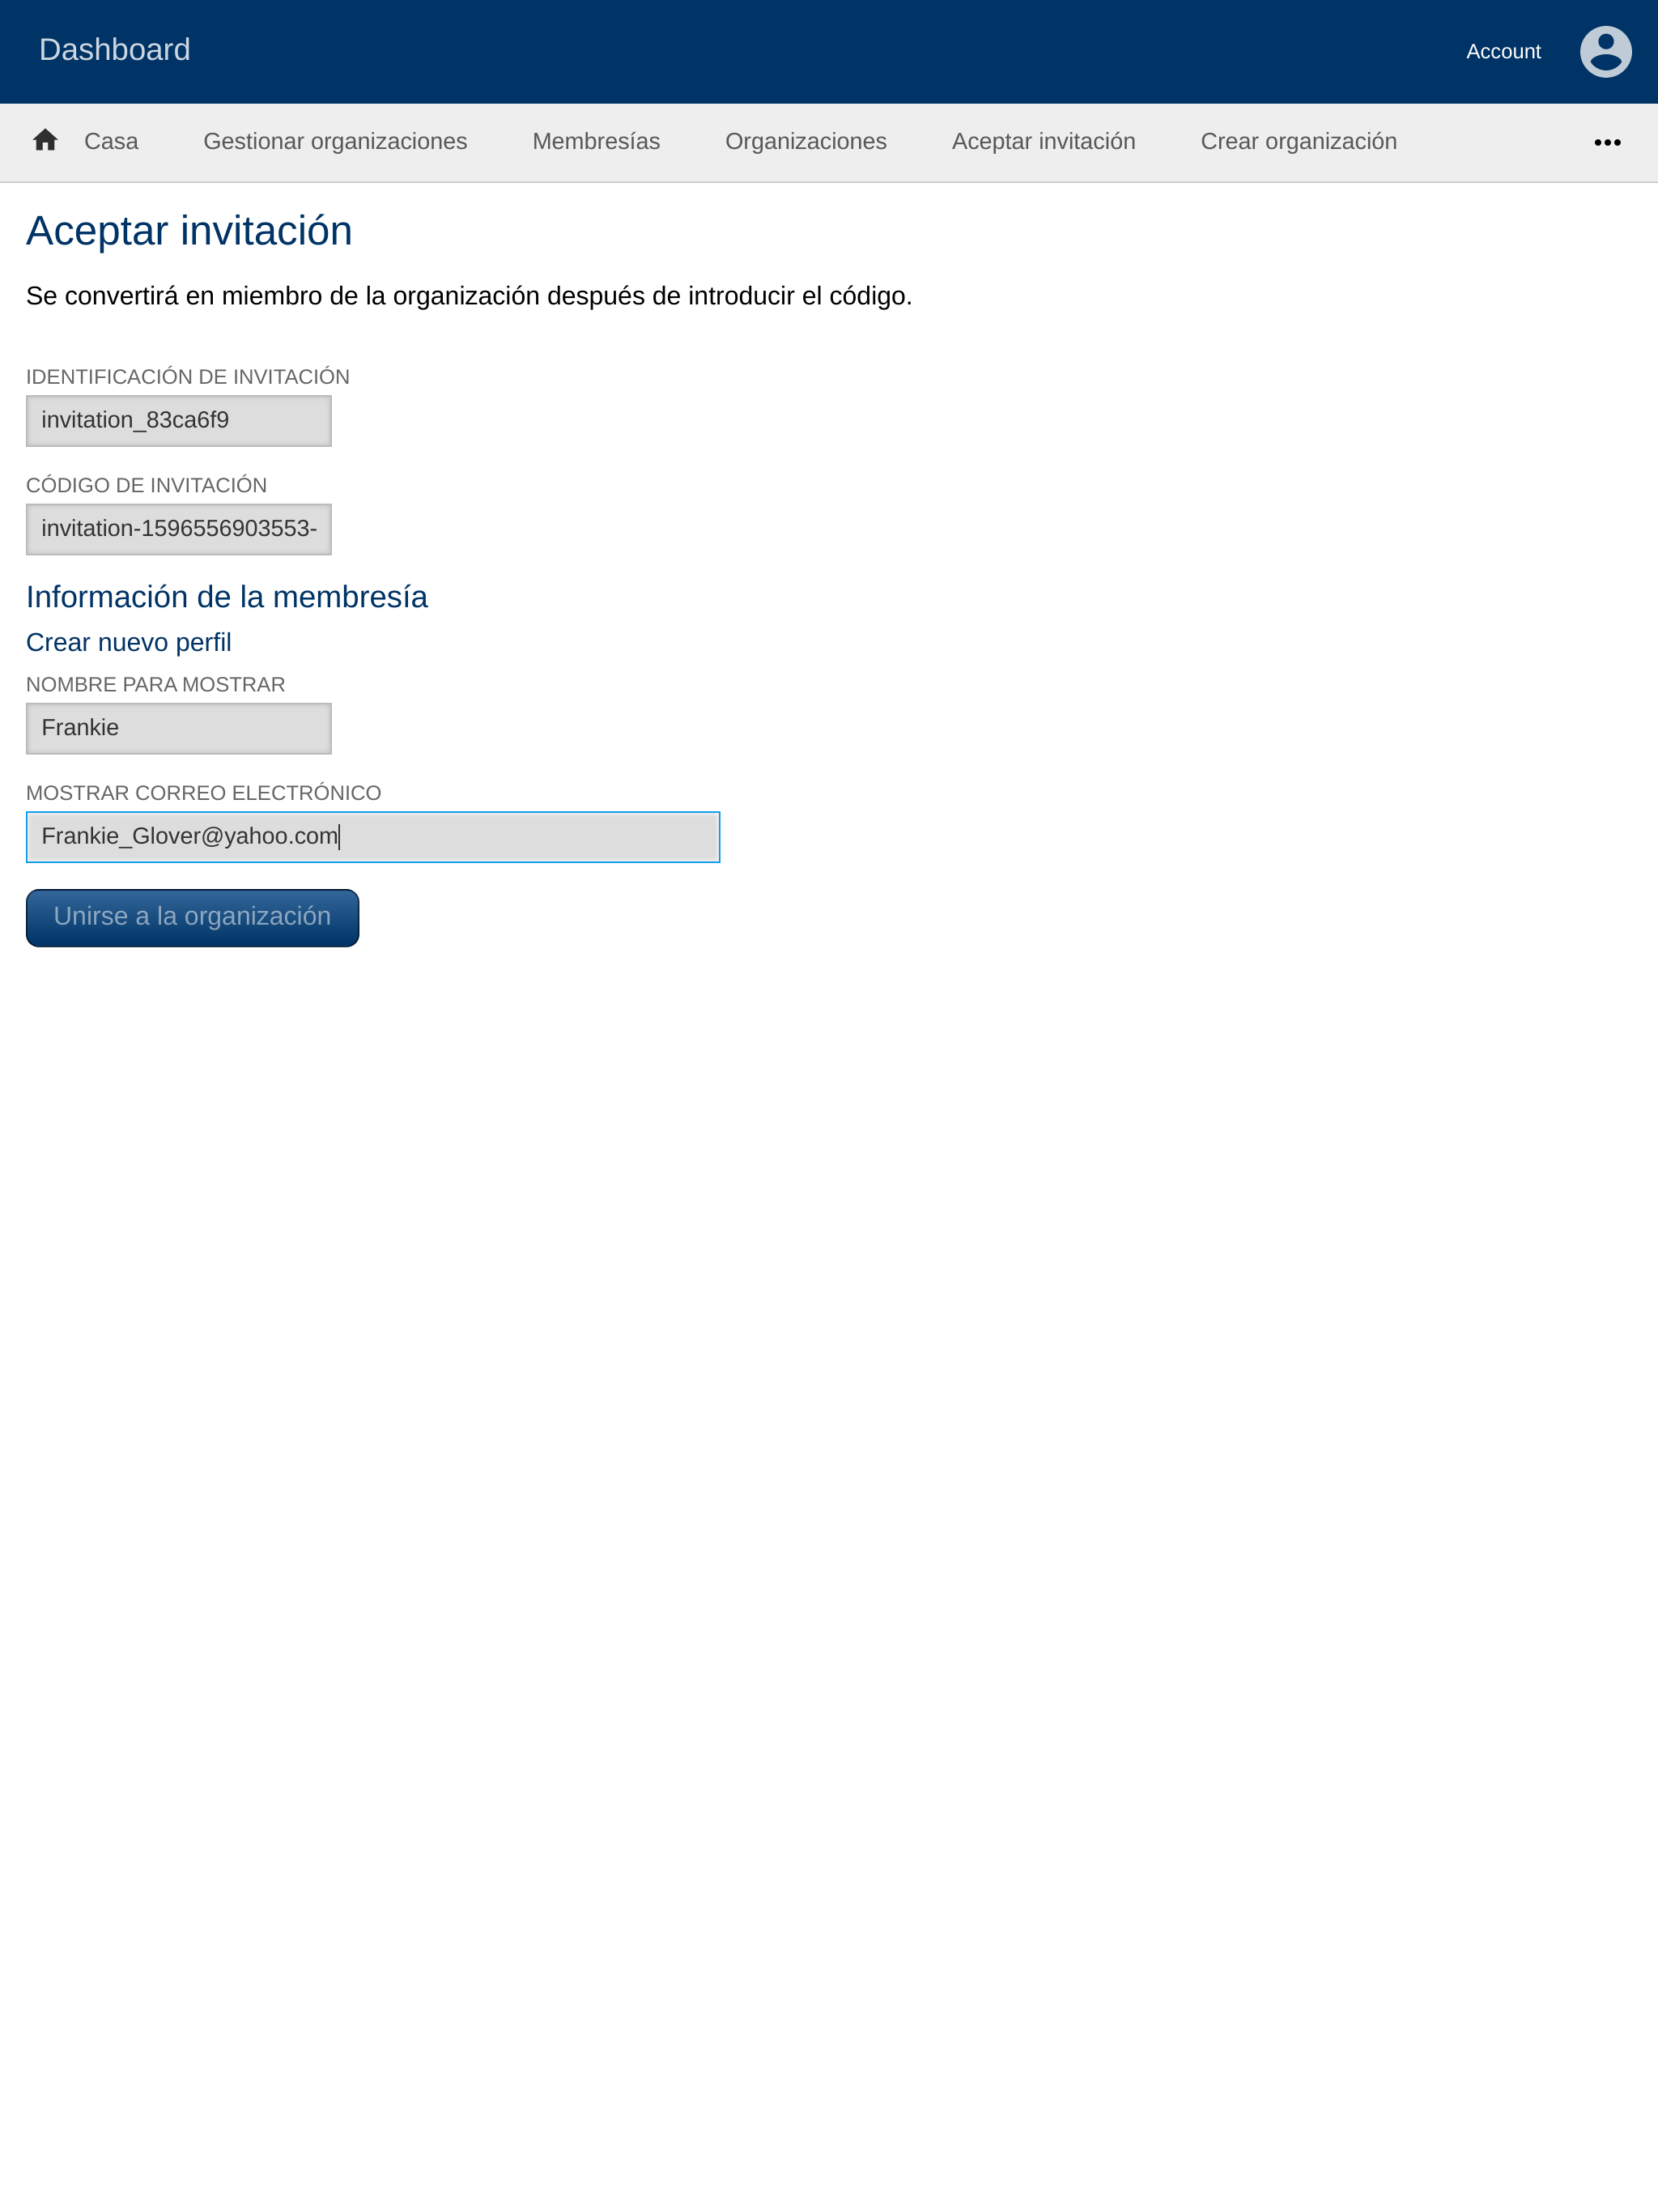 Dashboard
Account
Casa
Gestionar organizaciones
Membresías
Organizaciones
Aceptar invitación
Crear organización
Aceptar invitación
Se convertirá en miembro de la organización después de introducir el código.
IDENTIFICACIÓN DE INVITACIÓN
invitation_83ca6f9
CÓDIGO DE INVITACIÓN
invitation-1596556903553-
Información de la membresía
Crear nuevo perfil
NOMBRE PARA MOSTRAR
Frankie
MOSTRAR CORREO ELECTRÓNICO
Frankie_Glover@yahoo.com
Unirse a la organización